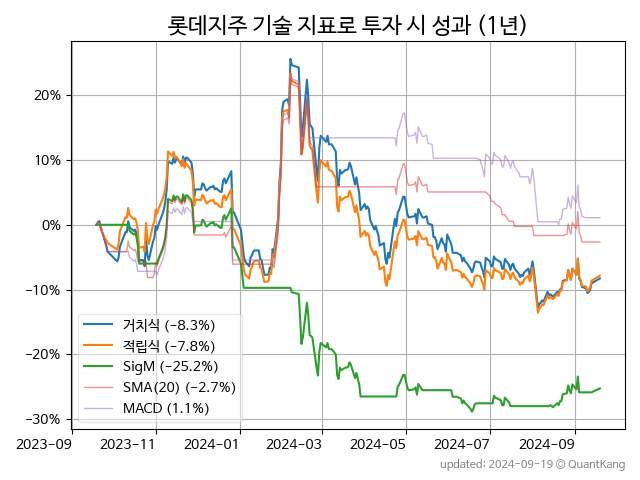 롯데지주 기술 지표로 투자 시 성과 (1년)
20%
10%
0%
−10%
−20%
−30%
거치식 (−8.3%)
적립식 (−7.8%)
SigM (−25.2%)
SMA(20) (−2.7%)
MACD (1.1%)
2023-09 2023-11 2024-01 2024-03 2024-05 2024-07 2024-09
updated: 2024-09-19 © QuantKang